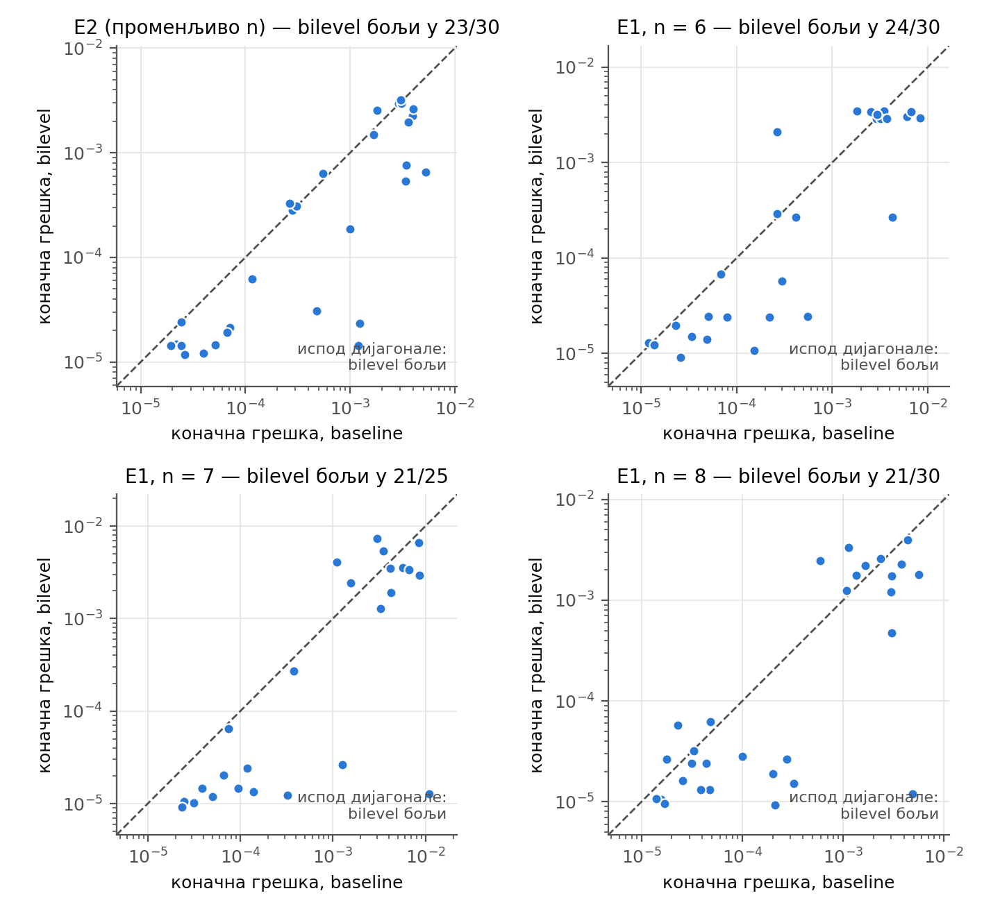 E2 (променљиво n) — bilevel бољи у 23/30
10⁻²
10⁻³
10⁻⁴
10⁻⁵
коначна грешка, bilevel
испод дијагонале:
bilevel бољи
10⁻⁵ 10⁻⁴ 10⁻³ 10⁻²
коначна грешка, baseline
E1, n = 6 — bilevel бољи у 24/30
10⁻²
10⁻³
10⁻⁴
10⁻⁵
коначна грешка, bilevel
испод дијагонале:
bilevel бољи
10⁻⁵ 10⁻⁴ 10⁻³ 10⁻²
коначна грешка, baseline
E1, n = 7 — bilevel бољи у 21/25
10⁻²
10⁻³
10⁻⁴
10⁻⁵
коначна грешка, bilevel
испод дијагонале:
bilevel бољи
10⁻⁵ 10⁻⁴ 10⁻³ 10⁻²
коначна грешка, baseline
E1, n = 8 — bilevel бољи у 21/30
10⁻²
10⁻³
10⁻⁴
10⁻⁵
коначна грешка, bilevel
испод дијагонале:
bilevel бољи
10⁻⁵ 10⁻⁴ 10⁻³ 10⁻²
коначна грешка, baseline